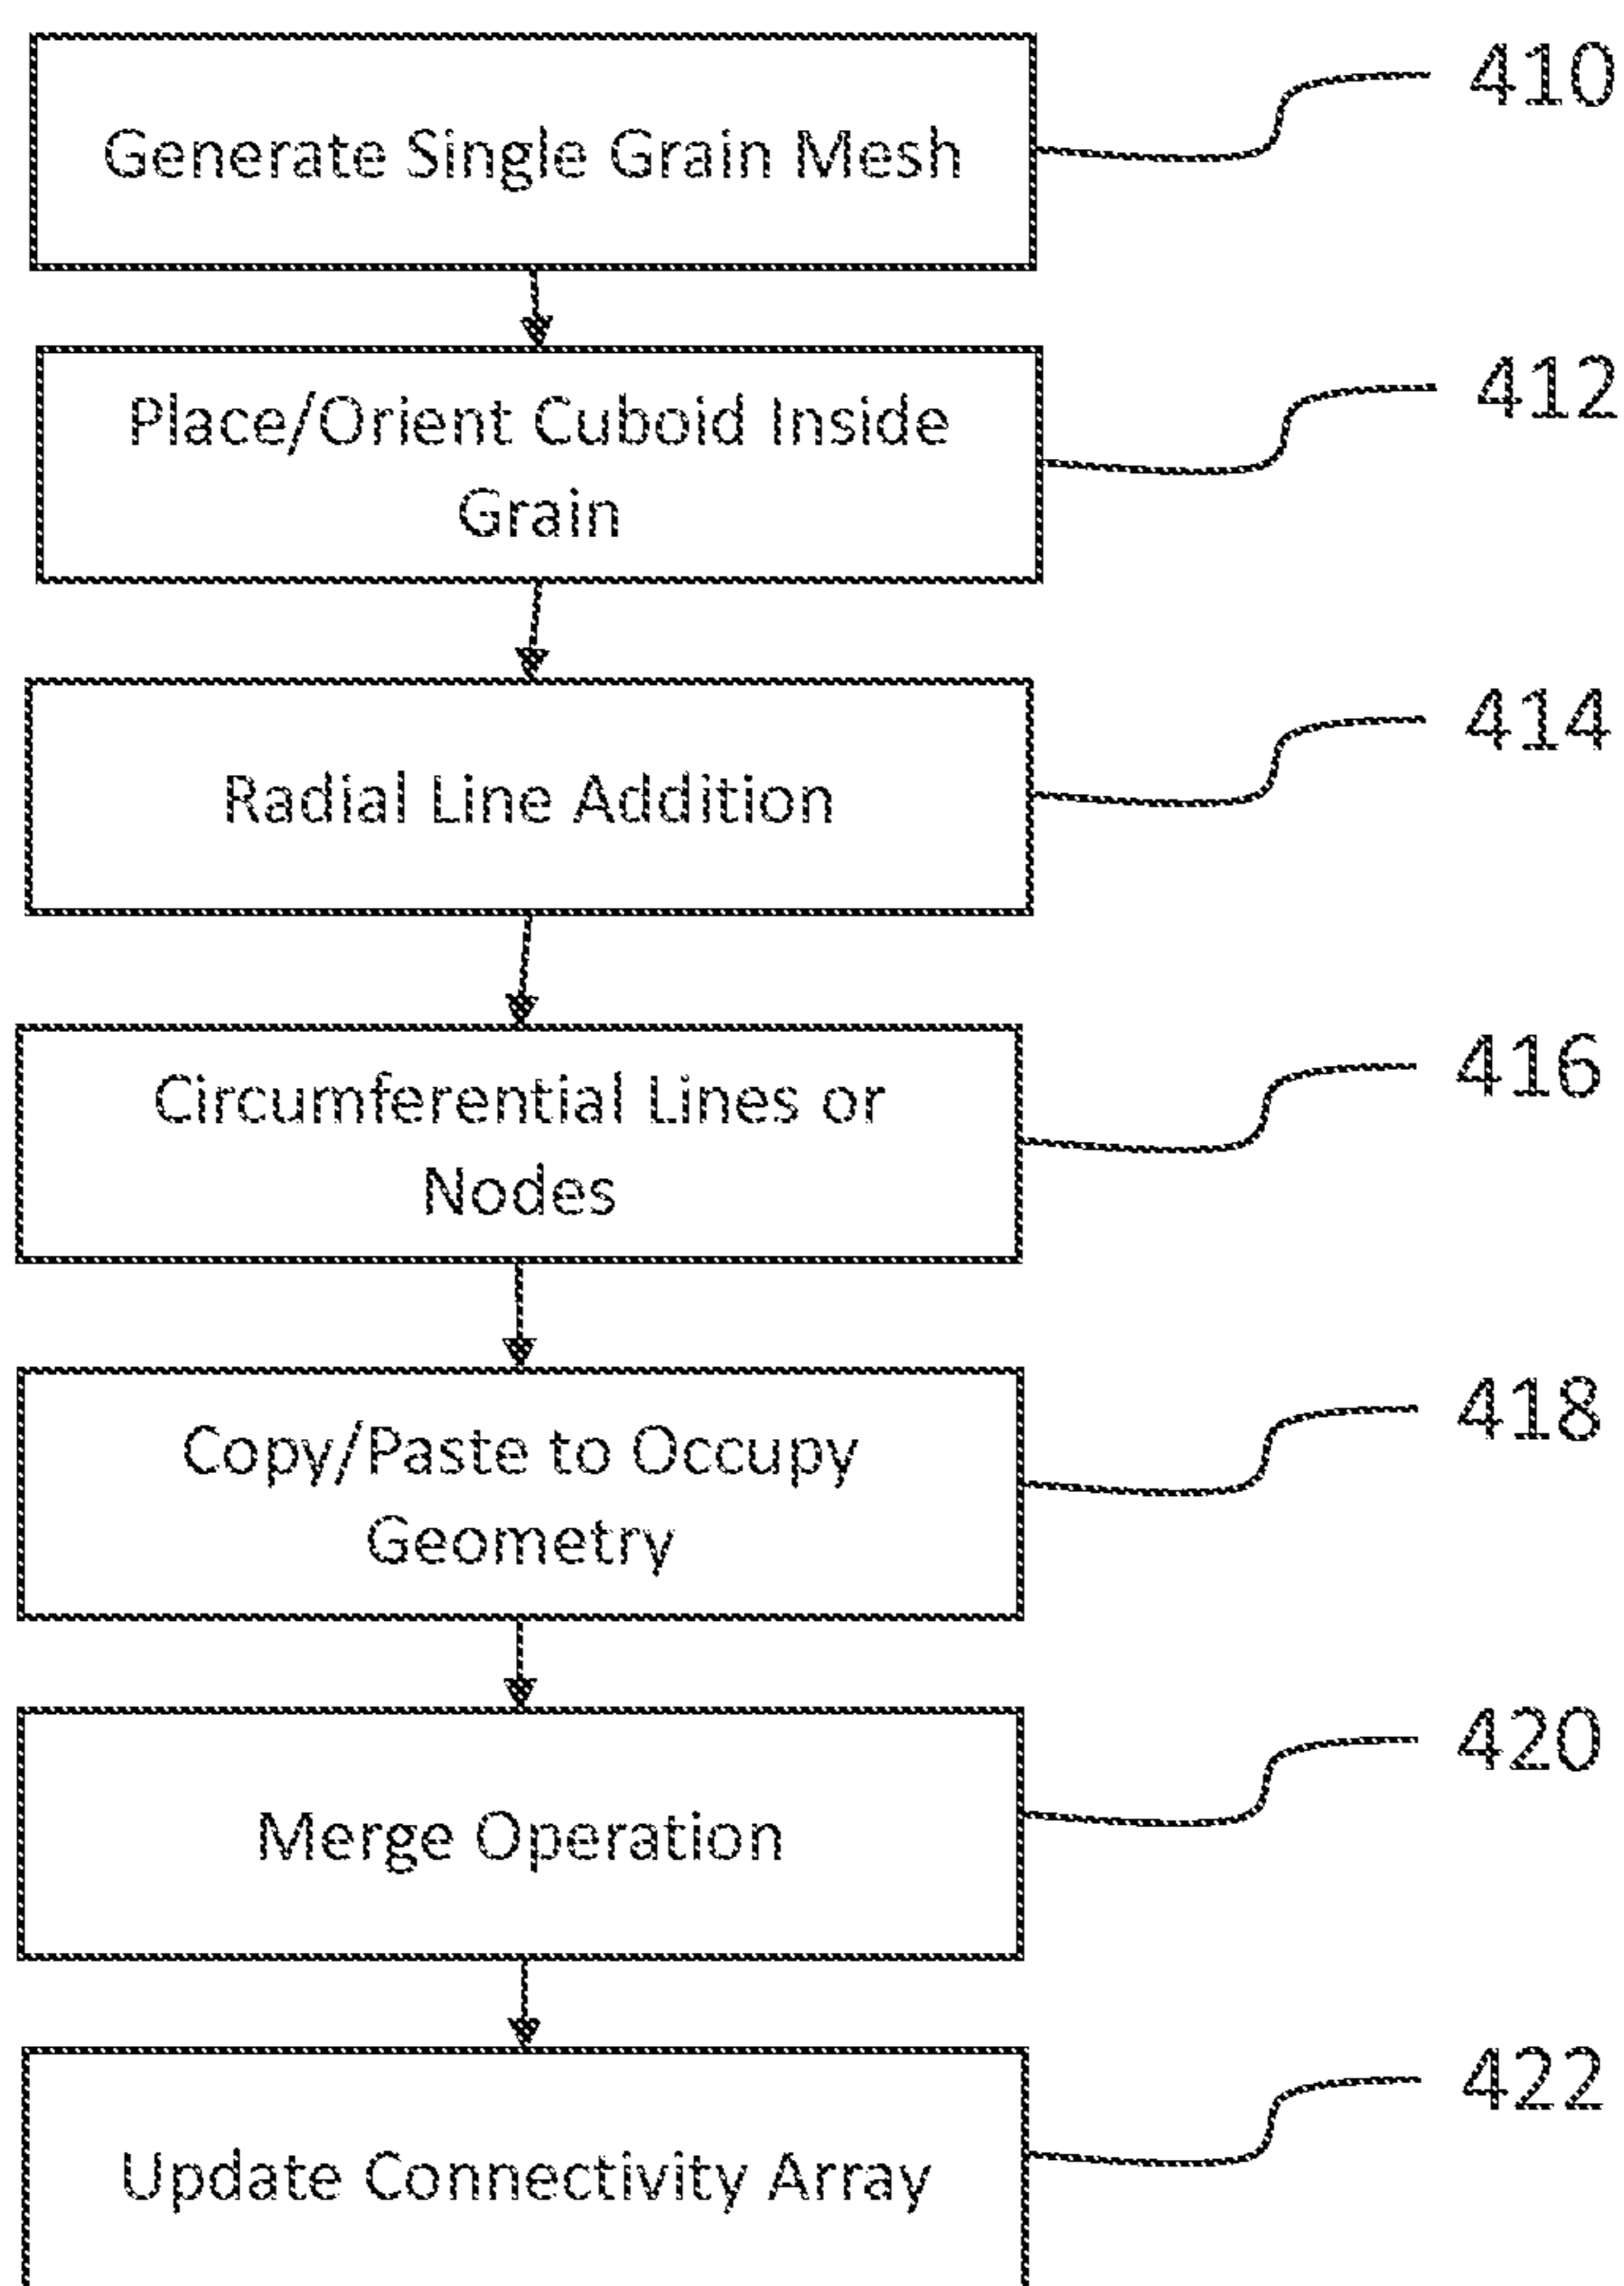 Generate Single Grain Mesh
410
Place/Orient Cuboid Inside
Grain
412
Radial Line Addition
414
Circumferential Lines or
Nodes
416
Copy/Paste to Occupy
Geometry
418
Merge Operation
420
Update Connectivity Array
422